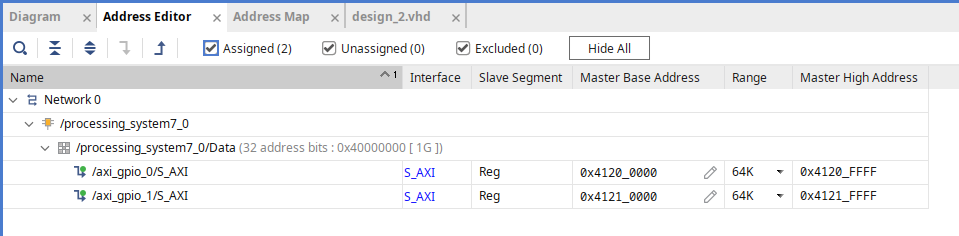 Diagram Address Editor Address Map design_2.vhd
Assigned (2) Unassigned (0) Excluded (0) Hide All
Name 1 Interface Slave Segment Master Base Address Range Master High Address
Network 0
/processing_system7_0
/processing_system7_0/Data (32 address bits : 0x40000000 [ 1G ])
/axi_gpio_0/S_AXI S_AXI Reg 0x4120_0000 64K 0x4120_FFFF
/axi_gpio_1/S_AXI S_AXI Reg 0x4121_0000 64K 0x4121_FFFF